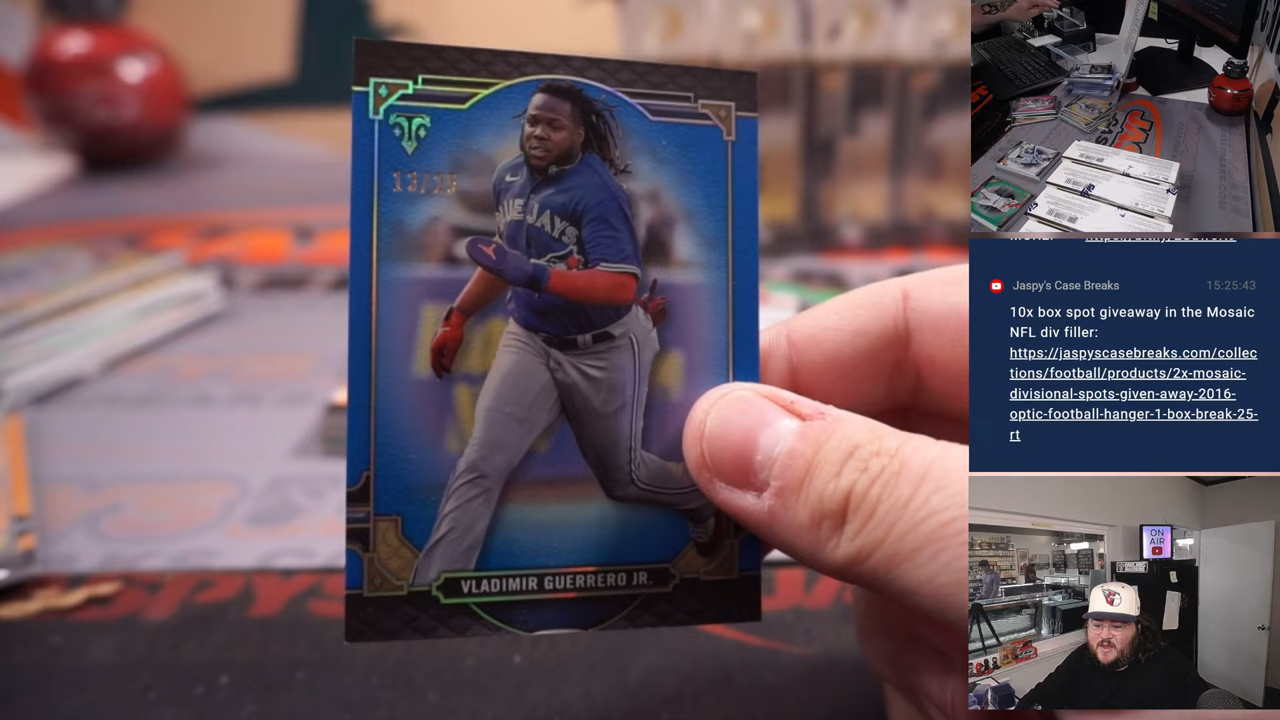 13/25
BLUE JAYS
VLADIMIR GUERRERO JR.
JASPYS
Jaspy's Case Breaks 15:25:43
10x box spot giveaway in the Mosaic
NFL div filler:
https://jaspyscasebreaks.com/collec
tions/football/products/2x-mosaic-
divisional-spots-given-away-2016-
optic-football-hanger-1-box-break-25-
rt
ON
AIR